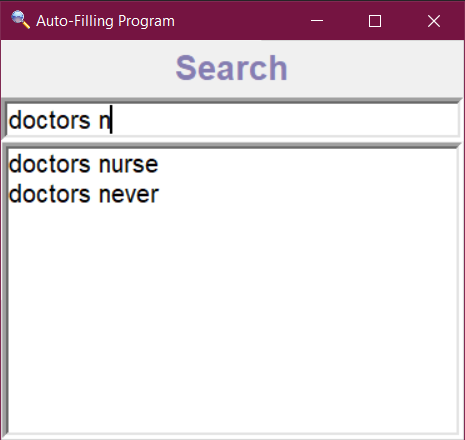 Auto-Filling Program
Search
doctors n
doctors nurse
doctors never